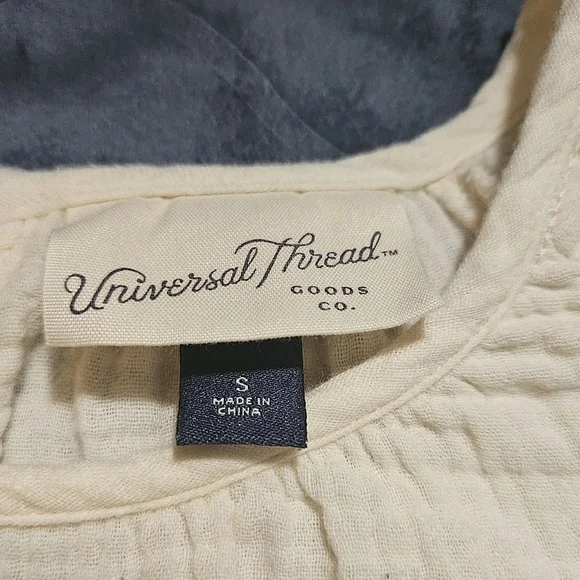 Universal Thread™
GOODS
CO.
S
MADE IN
CHINA